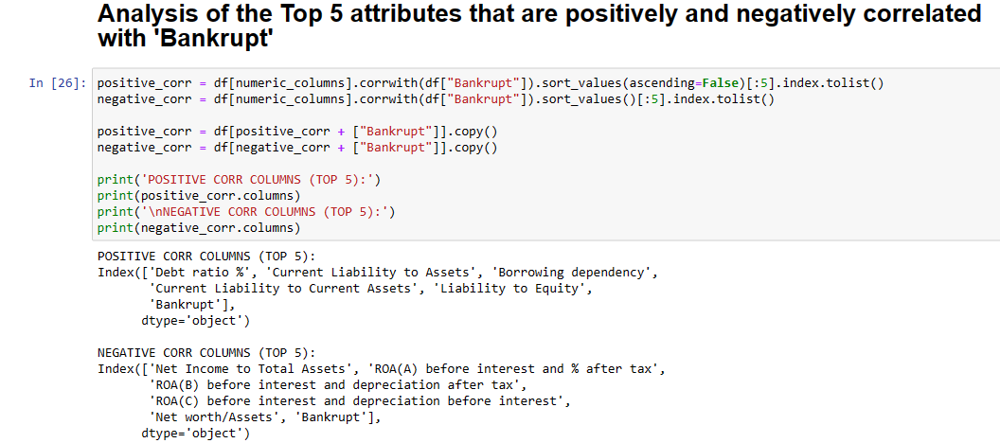 Analysis of the Top 5 attributes that are positively and negatively correlated
with 'Bankrupt'
In [26]: positive_corr = df[numeric_columns].corrwith(df["Bankrupt"]).sort_values(ascending=False)[:5].index.tolist()
negative_corr = df[numeric_columns].corrwith(df["Bankrupt"]).sort_values()[:5].index.tolist()
positive_corr = df[positive_corr + ["Bankrupt"]].copy()
negative_corr = df[negative_corr + ["Bankrupt"]].copy()
print('POSITIVE CORR COLUMNS (TOP 5):')
print(positive_corr.columns)
print('\nNEGATIVE CORR COLUMNS (TOP 5):')
print(negative_corr.columns)
POSITIVE CORR COLUMNS (TOP 5):
Index(['Debt ratio %', 'Current Liability to Assets', 'Borrowing dependency',
'Current Liability to Current Assets', 'Liability to Equity',
'Bankrupt'],
dtype='object')
NEGATIVE CORR COLUMNS (TOP 5):
Index(['Net Income to Total Assets', 'ROA(A) before interest and % after tax',
'ROA(B) before interest and depreciation after tax',
'ROA(C) before interest and depreciation before interest',
'Net worth/Assets', 'Bankrupt'],
dtype='object')